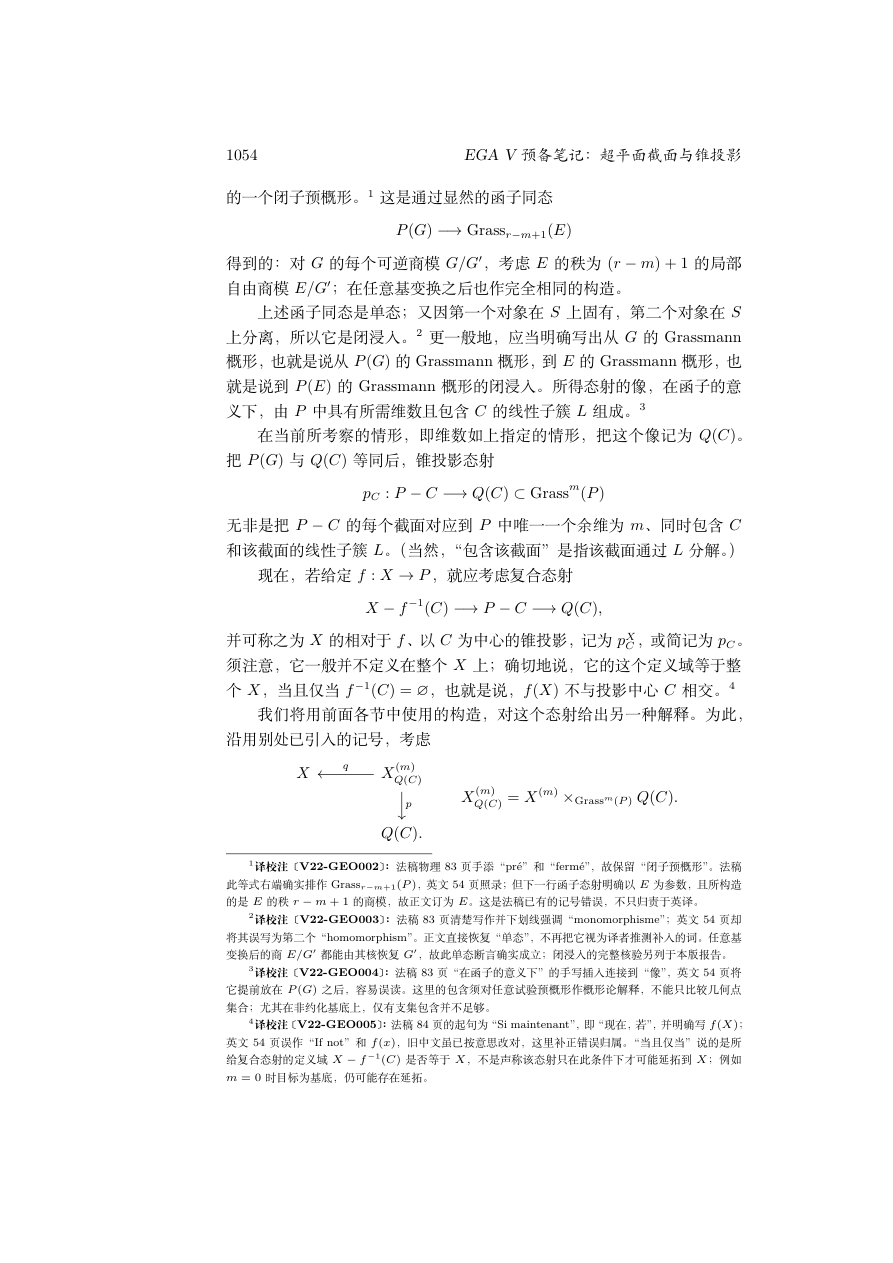 1054 EGA V 预备笔记：超平面截面与锥投影
的一个闭子预概形。¹ 这是通过显然的函子同态
P(G) ⟶ Grass_{r−m+1}(E)
得到的：对 G 的每个可逆商模 G/G′，考虑 E 的秩为 (r − m) + 1 的局部
自由商模 E/G′；在任意基变换之后也作完全相同的构造。
上述函子同态是单态；又因第一个对象在 S 上固有，第二个对象在 S
上分离，所以它是闭浸入。² 更一般地，应当明确写出从 G 的 Grassmann
概形，也就是说从 P(G) 的 Grassmann 概形，到 E 的 Grassmann 概形，也
就是说到 P(E) 的 Grassmann 概形的闭浸入。所得态射的像，在函子的意
义下，由 P 中具有所需维数且包含 C 的线性子簇 L 组成。³
在当前所考察的情形，即维数如上指定的情形，把这个像记为 Q(C)。
把 P(G) 与 Q(C) 等同后，锥投影态射
p_C : P − C ⟶ Q(C) ⊂ Grass^m(P)
无非是把 P − C 的每个截面对应到 P 中唯一一个余维为 m、同时包含 C
和该截面的线性子簇 L。（当然，“包含该截面”是指该截面通过 L 分解。）
现在，若给定 f : X → P，就应考虑复合态射
X − f^{−1}(C) ⟶ P − C ⟶ Q(C),
并可称之为 X 的相对于 f、以 C 为中心的锥投影，记为 p_C^X，或简记为 p_C。
须注意，它一般并不定义在整个 X 上；确切地说，它的这个定义域等于整
个 X，当且仅当 f^{−1}(C) = ∅，也就是说，f(X) 不与投影中心 C 相交。⁴
我们将用前面各节中使用的构造，对这个态射给出另一种解释。为此，
沿用别处已引入的记号，考虑
X ⟵^q X^{(m)}_{Q(C)}
↓p X^{(m)}_{Q(C)} = X^{(m)} ×_{Grass^m(P)} Q(C).
Q(C).
¹译校注〔V22-GEO002〕：法稿物理 83 页手添 “pré” 和 “fermé”，故保留 “闭子预概形”。法稿
此等式右端确实排作 Grass_{r−m+1}(P)，英文 54 页照录；但下一行函子态射明确以 E 为参数，且所构造
的是 E 的秩 r − m + 1 的商模，故正文订为 E。这是法稿已有的记号错误，不只归责于英译。
²译校注〔V22-GEO003〕：法稿 83 页清楚写作并下划线强调 “monomorphisme”；英文 54 页却
将其误写为第二个 “homomorphism”。正文直接恢复 “单态”，不再把它视为译者推测补入的词。任意基
变换后的商 E/G′ 都能由其核恢复 G′，故此单态断言确实成立；闭浸入的完整核验另列于本版报告。
³译校注〔V22-GEO004〕：法稿 83 页 “在函子的意义下” 的手写插入连接到 “像”，英文 54 页将
它提前放在 P(G) 之后，容易误读。这里的包含须对任意试验预概形作概形论解释，不能只比较几何点
集合；尤其在非约化基底上，仅有支集包含并不足够。
⁴译校注〔V22-GEO005〕：法稿 84 页的起句为 “Si maintenant”，即 “现在，若”，并明确写 f(X)；
英文 54 页误作 “If not” 和 f(x)，旧中文虽已按意思改对，这里补正错误归属。“当且仅当” 说的是所
给复合态射的定义域 X − f^{−1}(C) 是否等于 X，不是声称该态射只在此条件下才可能延拓到 X；例如
m = 0 时目标为基底，仍可能存在延拓。